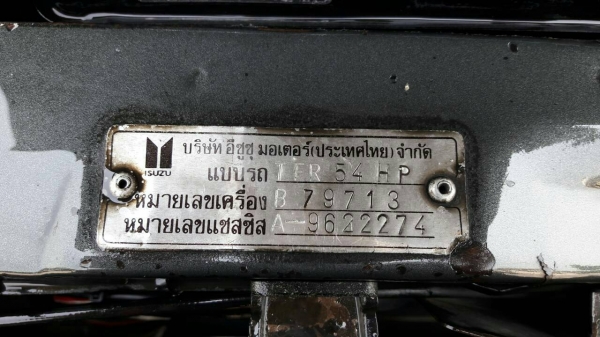 บริษัท อีซูซุ มอเตอร์(ประเทศไทย) จำกัด
ISUZU
แบบรถ TFR 54 HP
หมายเลขเครื่อง B 79713
หมายเลขแชสซิส A-9622274